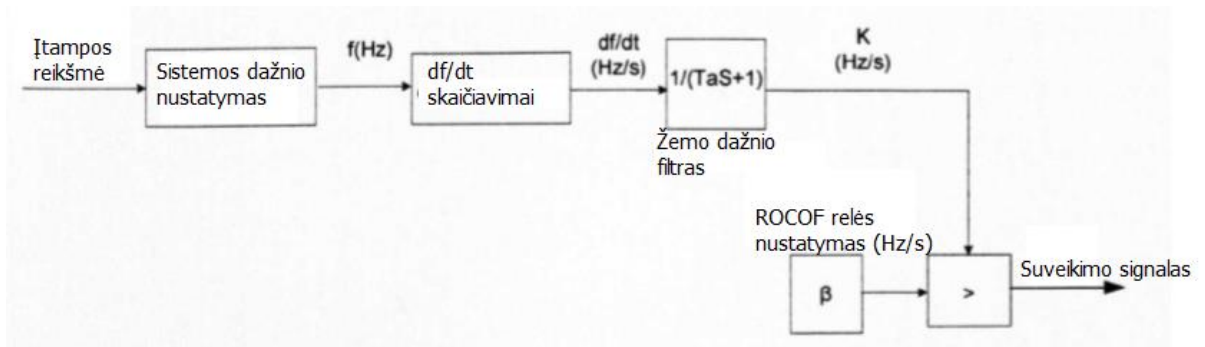 Įtampos
reikšmė
Sistemos dažnio
nustatymas
f(Hz)
df/dt
skaičiavimai
df/dt
(Hz/s)
1/(TaS+1)
Žemo dažnio
filtras
K
(Hz/s)
ROCOF relės
nustatymas (Hz/s)
β
>
Suveikimo signalas